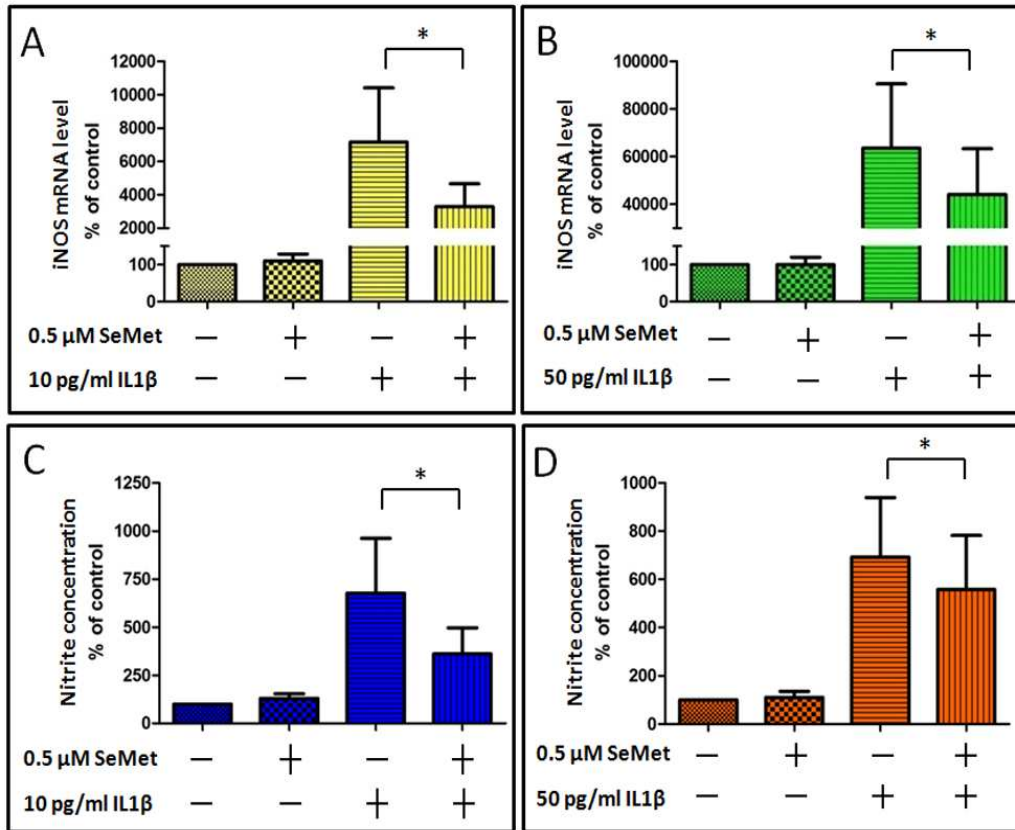 A
*
iNOS mRNA level
% of control
12000
10000
8000
6000
4000
2000
100
0
0.5 µM SeMet − + − +
10 pg/ml IL1β − − + +
B
*
iNOS mRNA level
% of control
100000
80000
60000
40000
100
0
0.5 µM SeMet − + − +
50 pg/ml IL1β − − + +
C
*
Nitrite concentration
% of control
1250
1000
750
500
250
0
0.5 µM SeMet − + − +
10 pg/ml IL1β − − + +
D
*
Nitrite concentration
% of control
1000
800
600
400
200
0
0.5 µM SeMet − + − +
50 pg/ml IL1β − − + +